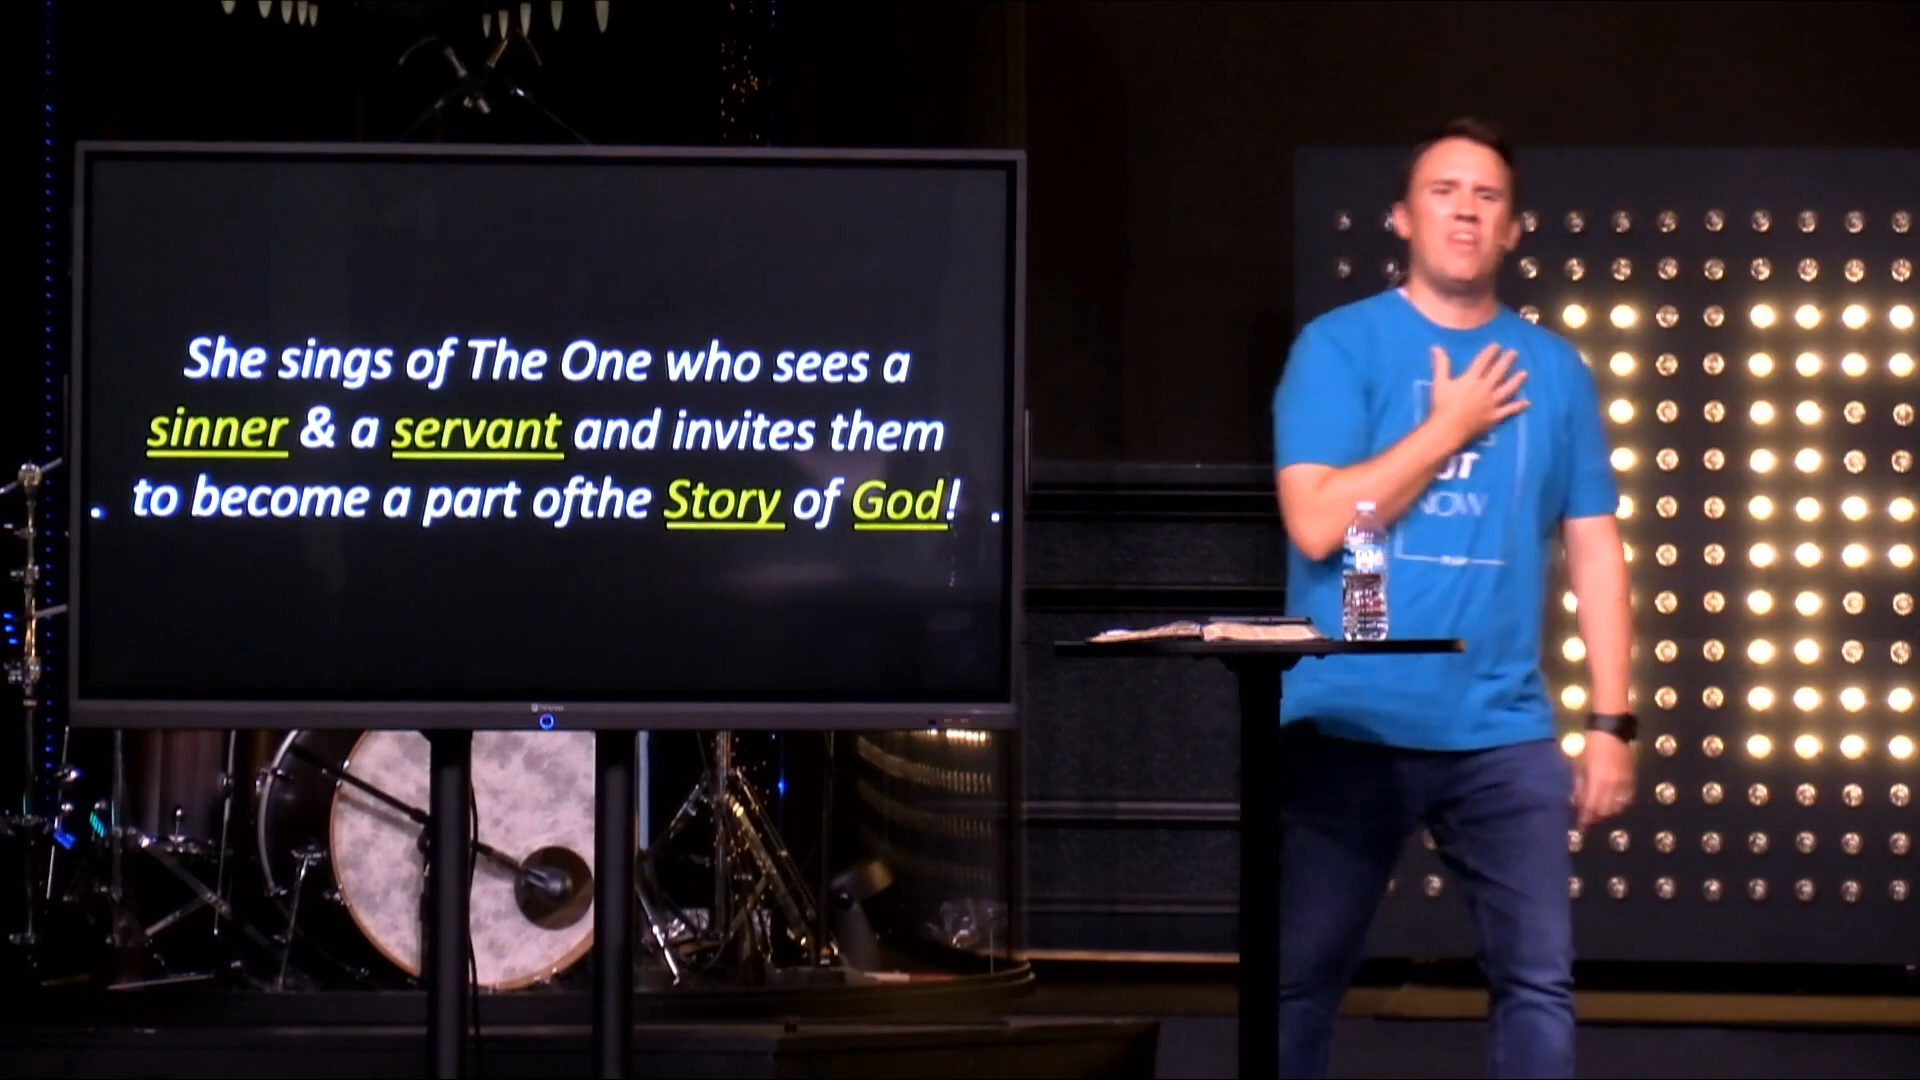 She sings of The One who sees a
sinner & a servant and invites them
. to become a part ofthe Story of God! .
NOW